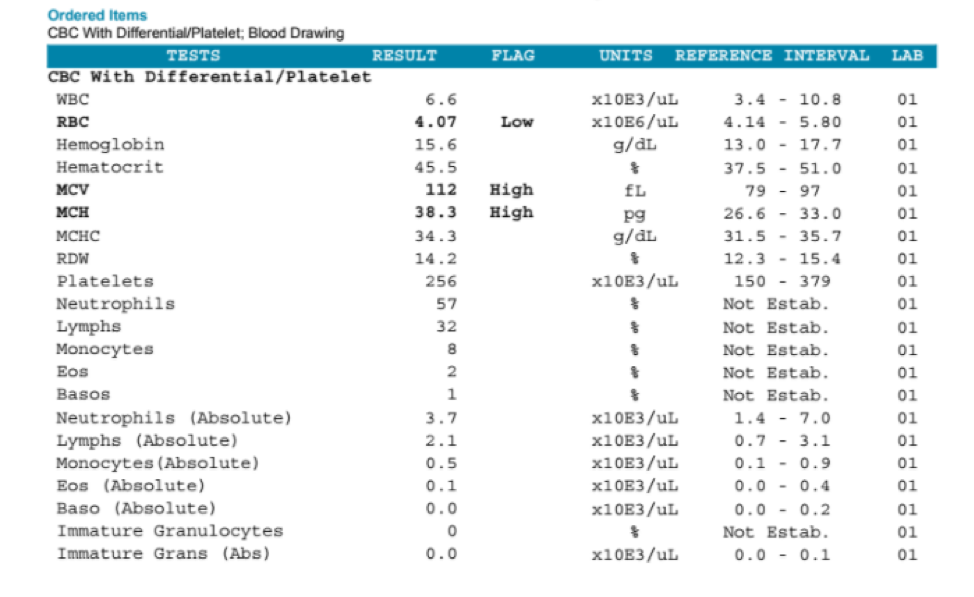 Ordered Items
CBC With Differential/Platelet; Blood Drawing
TESTS RESULT FLAG UNITS REFERENCE INTERVAL LAB
CBC With Differential/Platelet
WBC 6.6 x10E3/uL 3.4 - 10.8 01
RBC 4.07 Low x10E6/uL 4.14 - 5.80 01
Hemoglobin 15.6 g/dL 13.0 - 17.7 01
Hematocrit 45.5 % 37.5 - 51.0 01
MCV 112 High fL 79 - 97 01
MCH 38.3 High pg 26.6 - 33.0 01
MCHC 34.3 g/dL 31.5 - 35.7 01
RDW 14.2 % 12.3 - 15.4 01
Platelets 256 x10E3/uL 150 - 379 01
Neutrophils 57 % Not Estab. 01
Lymphs 32 % Not Estab. 01
Monocytes 8 % Not Estab. 01
Eos 2 % Not Estab. 01
Basos 1 % Not Estab. 01
Neutrophils (Absolute) 3.7 x10E3/uL 1.4 - 7.0 01
Lymphs (Absolute) 2.1 x10E3/uL 0.7 - 3.1 01
Monocytes(Absolute) 0.5 x10E3/uL 0.1 - 0.9 01
Eos (Absolute) 0.1 x10E3/uL 0.0 - 0.4 01
Baso (Absolute) 0.0 x10E3/uL 0.0 - 0.2 01
Immature Granulocytes 0 % Not Estab. 01
Immature Grans (Abs) 0.0 x10E3/uL 0.0 - 0.1 01